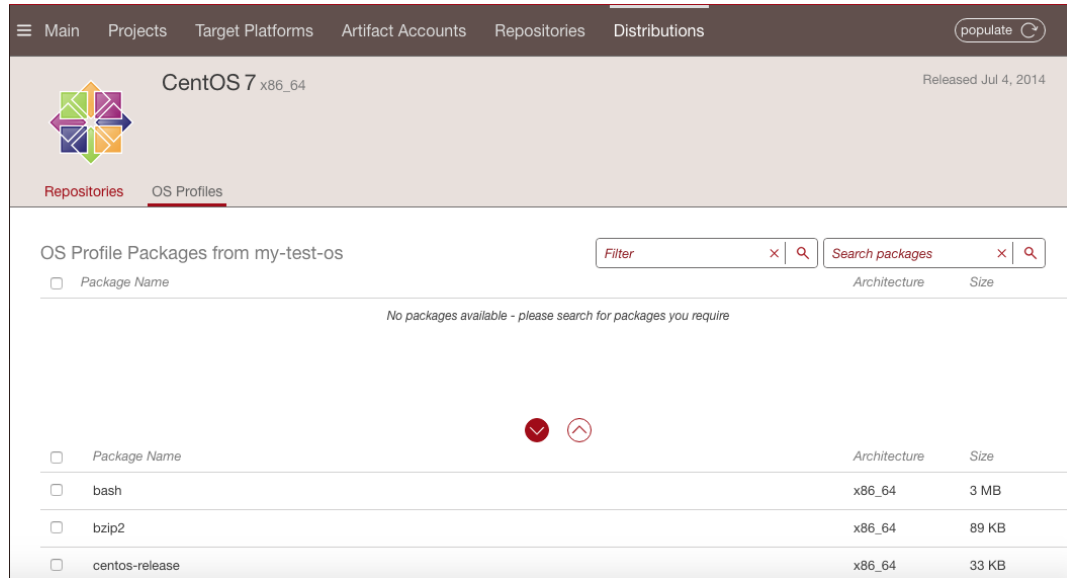 Main Projects Target Platforms Artifact Accounts Repositories Distributions populate
CentOS 7 x86_64 Released Jul 4, 2014
Repositories OS Profiles
OS Profile Packages from my-test-os Filter Search packages
Package Name Architecture Size
No packages available - please search for packages you require
Package Name Architecture Size
bash x86_64 3 MB
bzip2 x86_64 89 KB
centos-release x86_64 33 KB